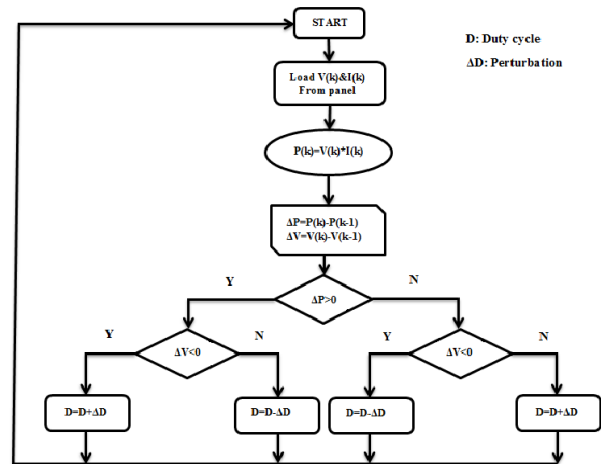 START
D: Duty cycle
ΔD: Perturbation
Load V(k)&I(k)
From panel
P(k)=V(k)*I(k)
ΔP=P(k)-P(k-1)
ΔV=V(k)-V(k-1)
Y
N
ΔP>0
Y
N
Y
N
ΔV<0
ΔV<0
D=D+ΔD
D=D-ΔD
D=D-ΔD
D=D+ΔD